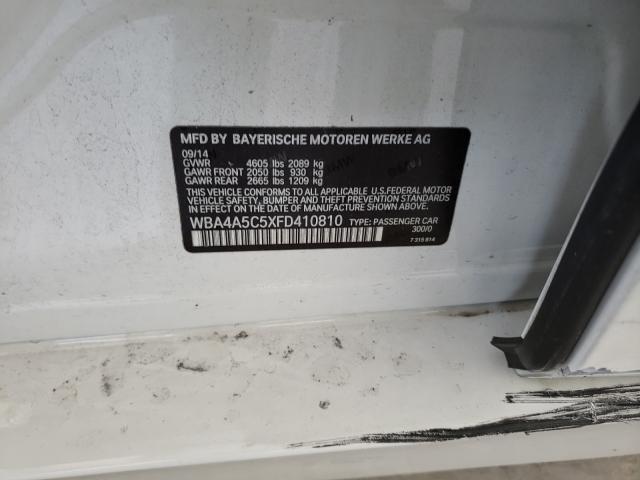 MFD BY BAYERISCHE MOTOREN WERKE AG
09/14
GVWR 4605 lbs 2089 kg
GAWR FRONT 2050 lbs 930 kg
GAWR REAR 2665 lbs 1209 kg
THIS VEHICLE CONFORMS TO ALL APPLICABLE U.S.FEDERAL MOTOR
VEHICLE SAFETY, BUMPER AND THEFT PREVENTION STANDARDS IN
EFFECT ON THE DATE OF MANUFACTURE SHOWN ABOVE.
WBA4A5C5XFD410810 TYPE: PASSENGER CAR
300/0
7 315 814